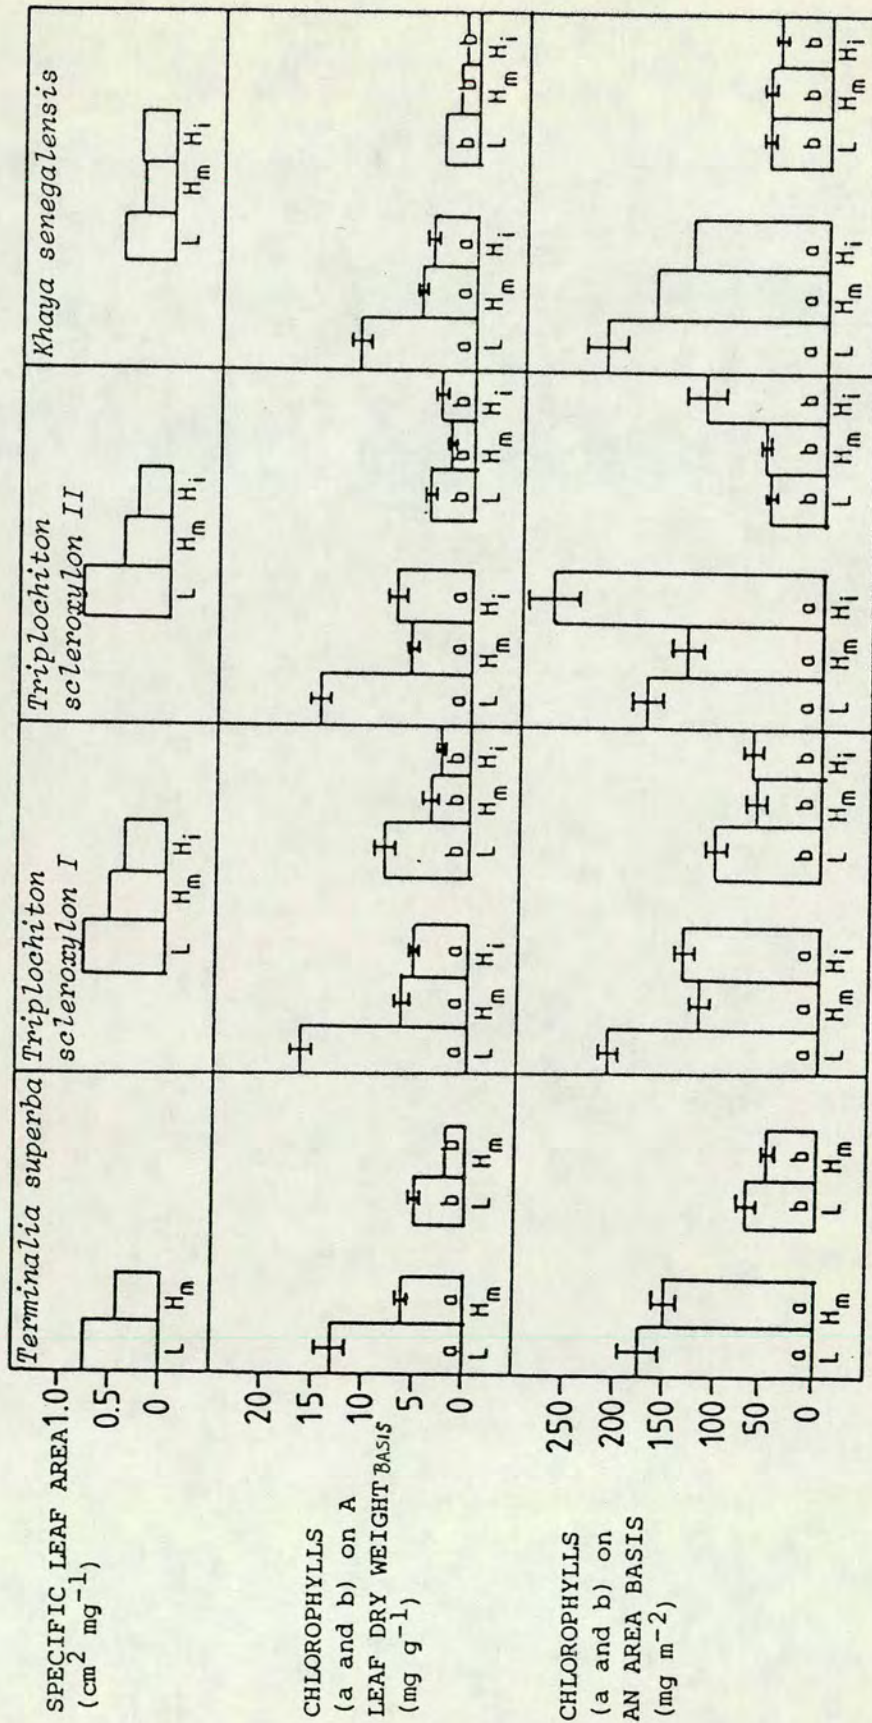 Terminalia superba
Triplochiton
scleroxylon I
Triplochiton
scleroxylon II
Khaya senegalensis
SPECIFIC LEAF AREA
(cm² mg⁻¹)
1.0
0.5
0
L Hm
L Hm Hi
L Hm Hi
L Hm Hi
CHLOROPHYLLS
(a and b) on A
LEAF DRY WEIGHT BASIS
(mg g⁻¹)
20
15
10
5
0
a a b b
L Hm L Hm
a a a b b b
L Hm Hi L Hm Hi
a a a b b b
L Hm Hi L Hm Hi
a a a b b b
L Hm Hi L Hm Hi
CHLOROPHYLLS
(a and b) on
AN AREA BASIS
(mg m⁻²)
250
200
150
100
50
0
a a b b
L Hm L Hm
a a a b b b
L Hm Hi L Hm Hi
a a a b b b
L Hm Hi L Hm Hi
a a a b b b
L Hm Hi L Hm Hi